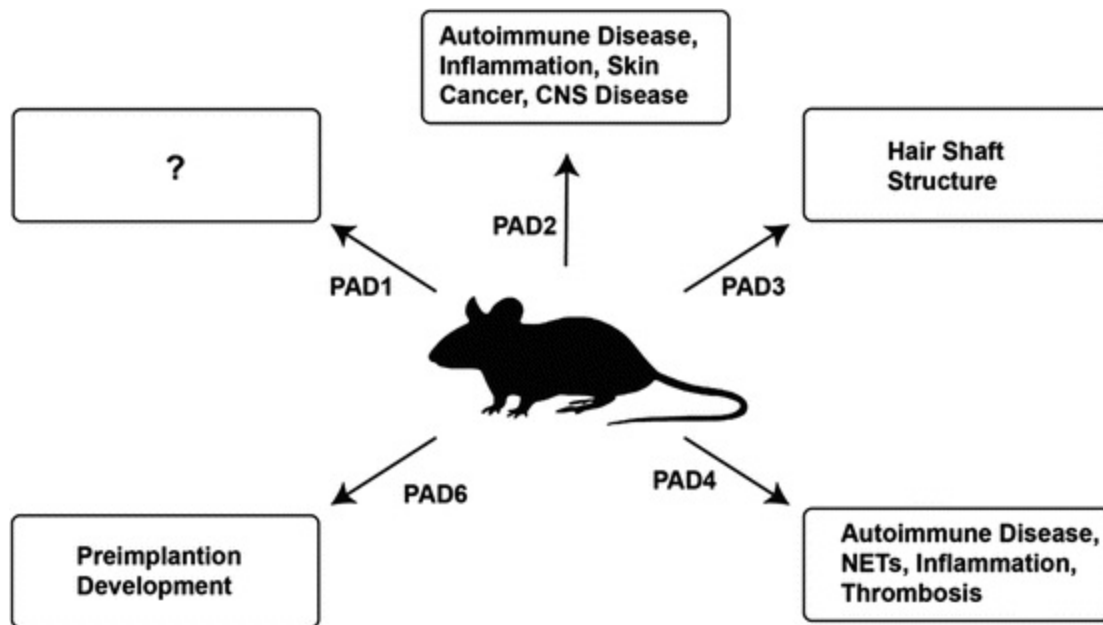 Autoimmune Disease,
Inflammation, Skin
Cancer, CNS Disease
?
Hair Shaft
Structure
PAD2
PAD1
PAD3
PAD6
PAD4
Preimplantion
Development
Autoimmune Disease,
NETs, Inflammation,
Thrombosis